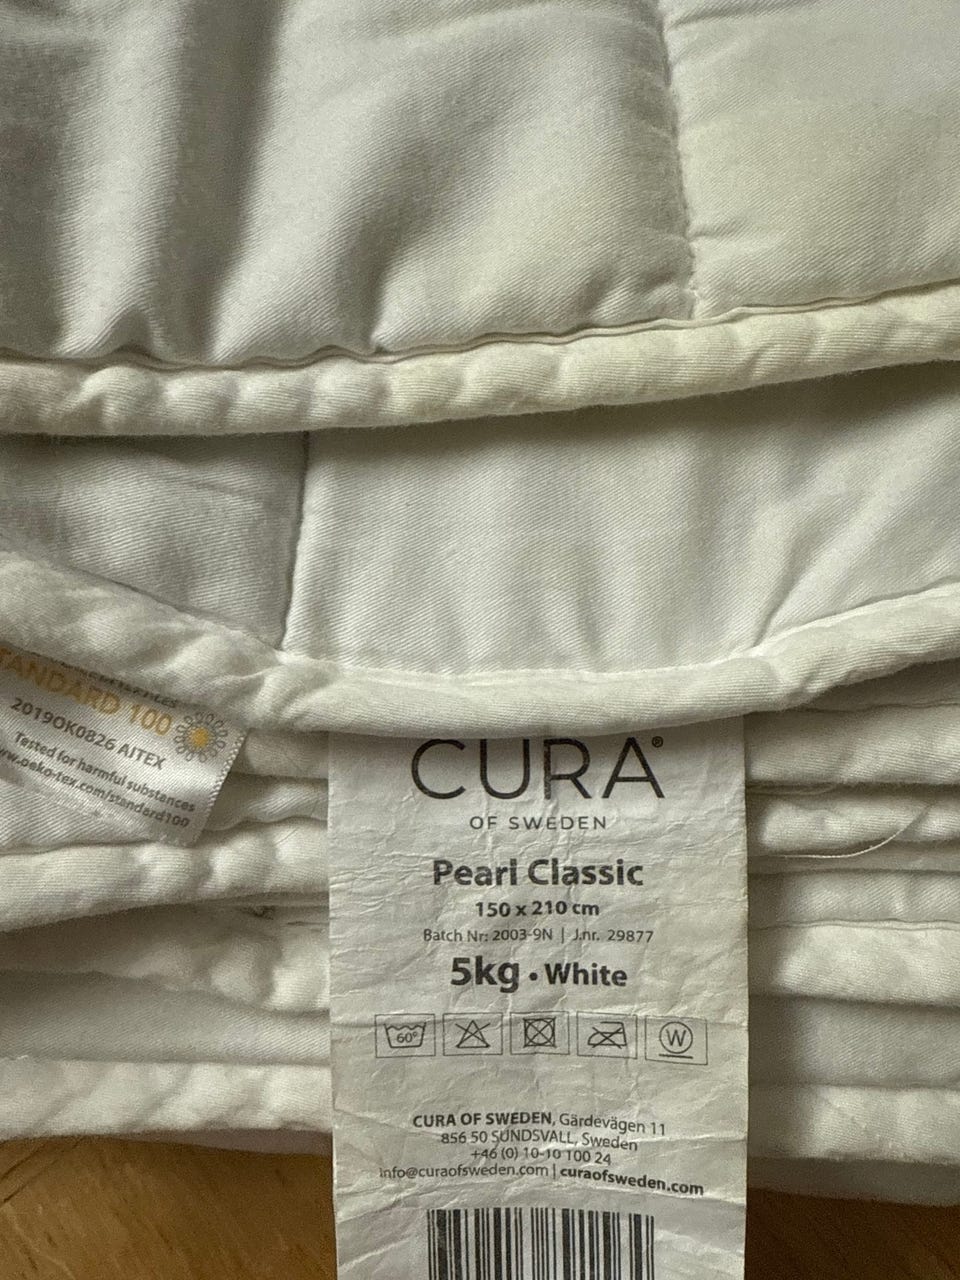 STANDARD 100
2019OK0826 AITEX
Tested for harmful substances
www.oeko-tex.com/standard100
CURA®
OF SWEDEN
Pearl Classic
150 x 210 cm
Batch Nr: 2003-9N | J.nr. 29877
5kg • White
60°
W
CURA OF SWEDEN, Gärdevägen 11
856 50 SUNDSVALL, Sweden
+46 (0) 10-10 100 24
info@curaofsweden.com | curaofsweden.com